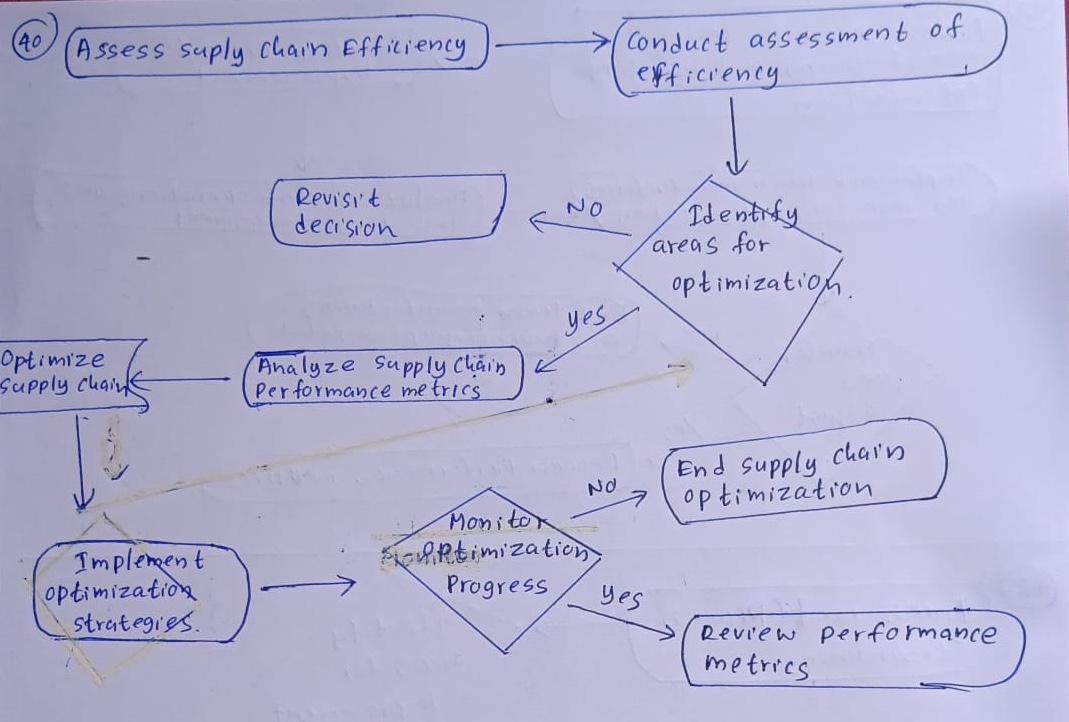 40
Assess Suply Chain Efficiency
Conduct assessment of
efficiency
Identify
areas for
optimization.
NO
Revisit
decision
yes
Analyze Supply Chain
Performance metrics
Optimize
Supply Chain
Implement
optimization
strategies.
Monitor
optimization
Progress
NO
End supply chain
optimization
yes
Review performance
metrics